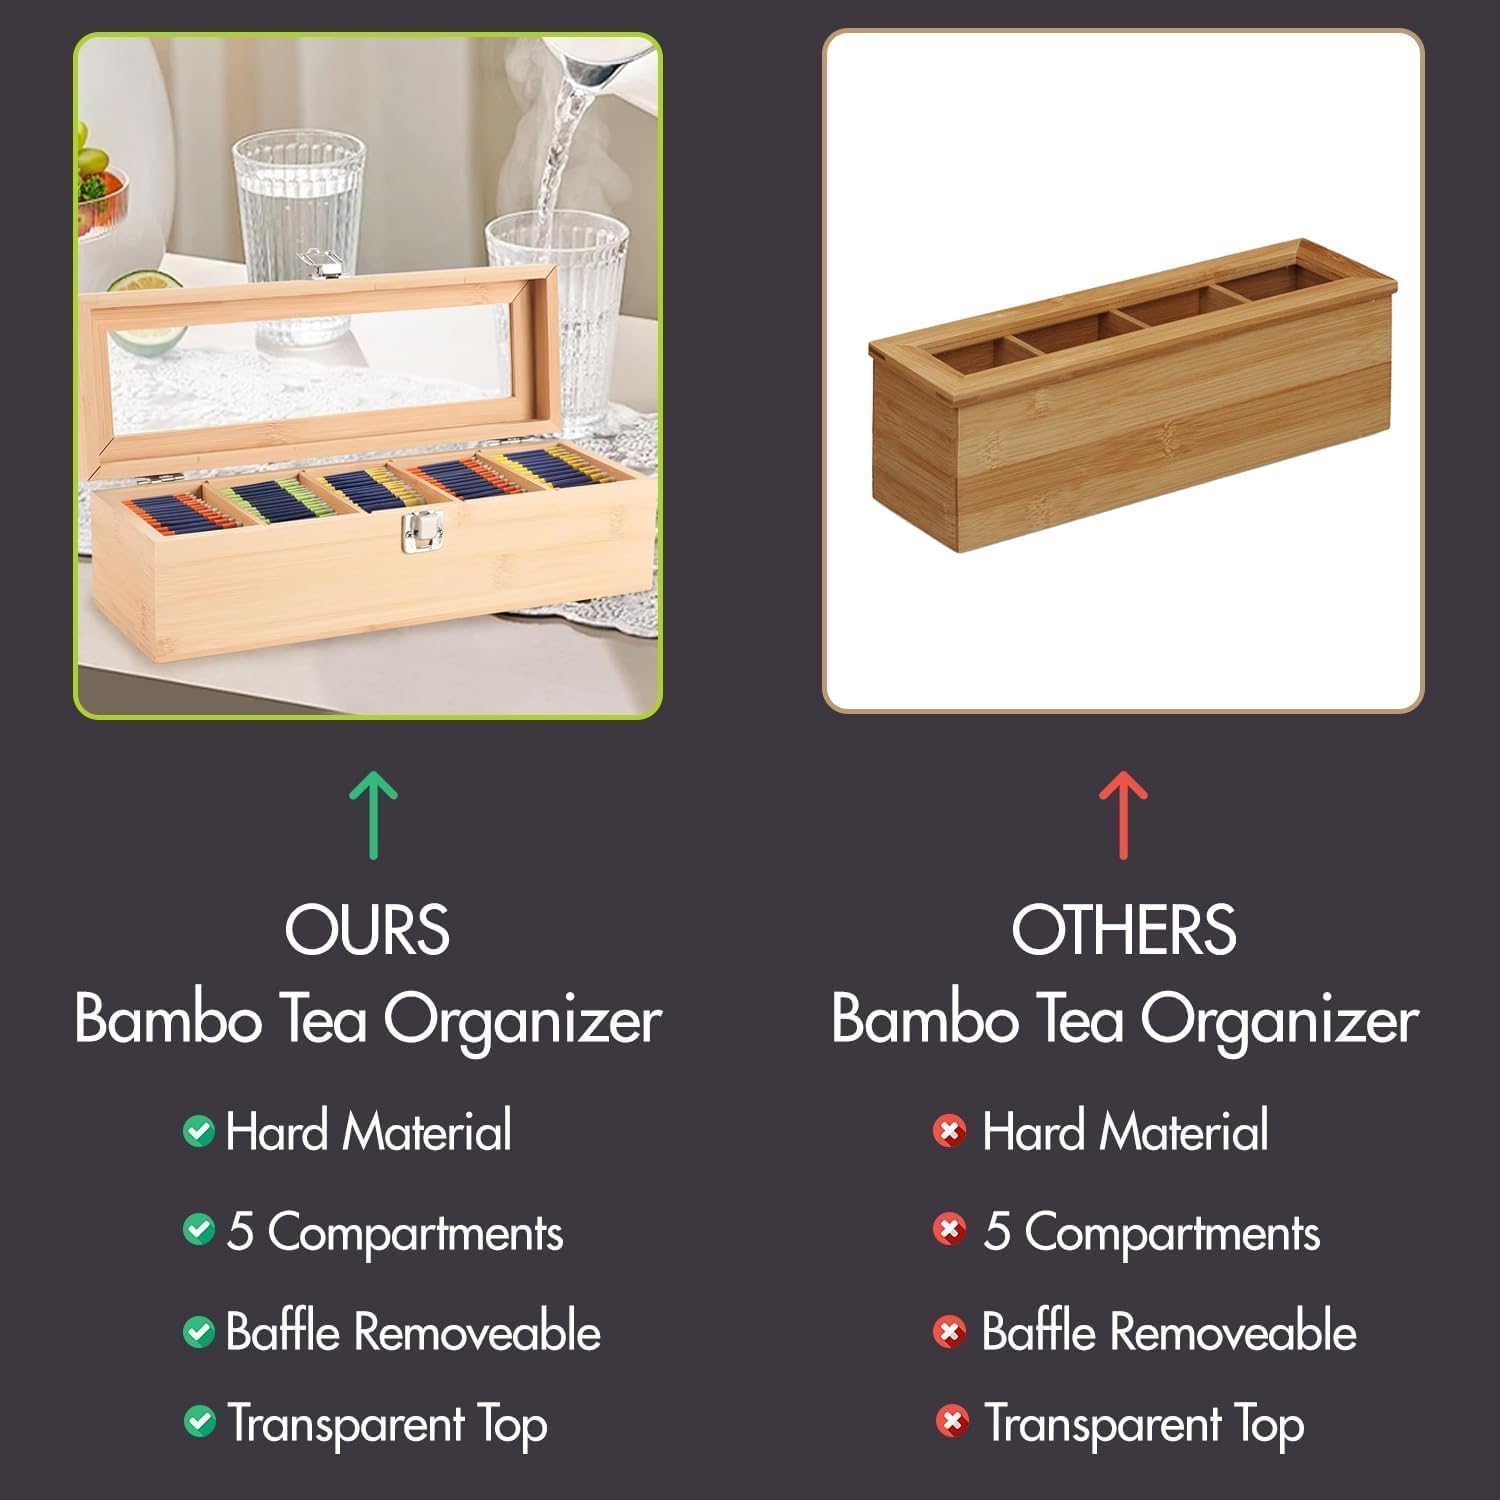 OURS
Bambo Tea Organizer
Hard Material
5 Compartments
Baffle Removeable
Transparent Top
OTHERS
Bambo Tea Organizer
Hard Material
5 Compartments
Baffle Removeable
Transparent Top